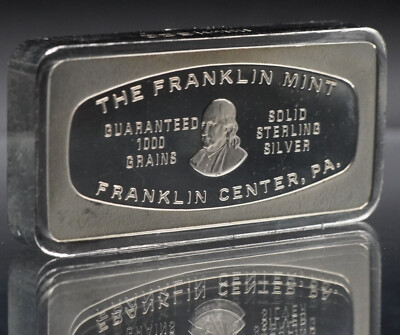 THE FRANKLIN MINT
GUARANTEED
1000
GRAINS
SOLID
STERLING
SILVER
FRANKLIN CENTER, PA.